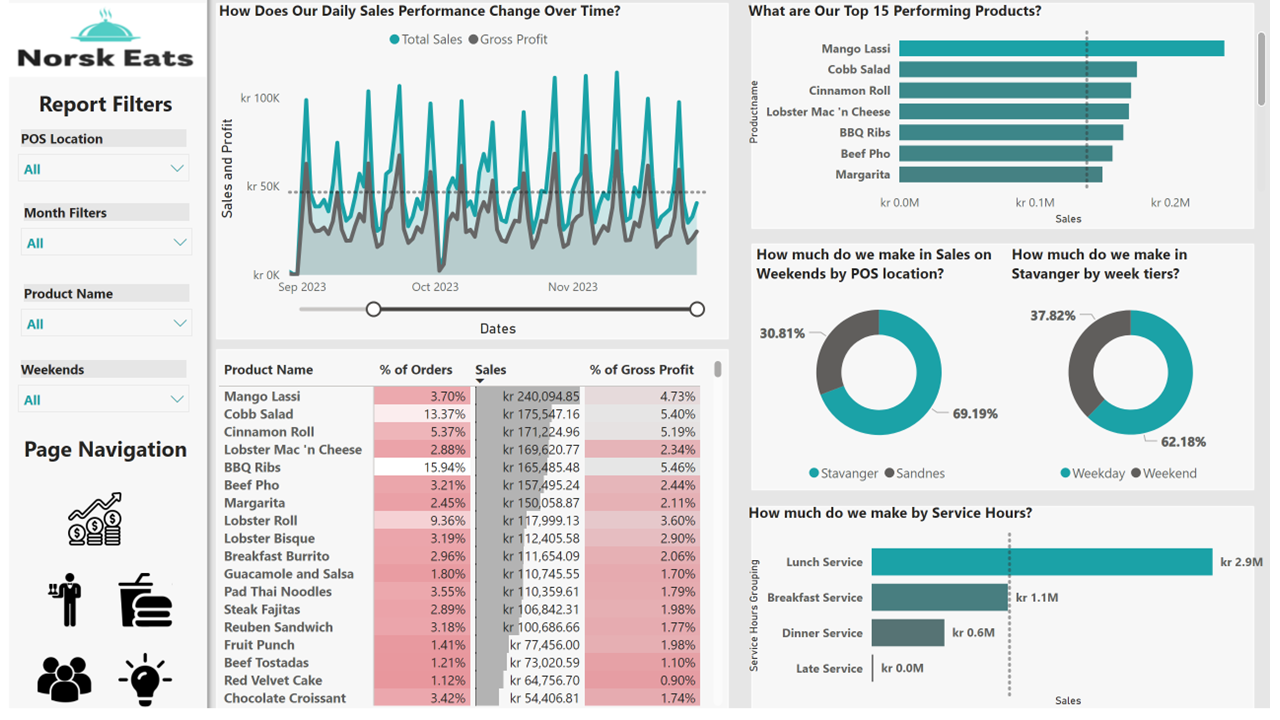 Norsk Eats
Report Filters
POS Location
All
Month Filters
All
Product Name
All
Weekends
All
Page Navigation
How Does Our Daily Sales Performance Change Over Time?
Total Sales Gross Profit
Sales and Profit
kr 100K
kr 50K
kr 0K
Sep 2023 Oct 2023 Nov 2023
Dates
Product Name % of Orders Sales % of Gross Profit
Mango Lassi 3.70% kr 240,094.85 4.73%
Cobb Salad 13.37% kr 175,547.16 5.40%
Cinnamon Roll 5.37% kr 171,224.96 5.19%
Lobster Mac 'n Cheese 2.88% kr 169,620.77 2.34%
BBQ Ribs 15.94% kr 165,485.48 5.46%
Beef Pho 3.21% kr 157,495.24 2.44%
Margarita 2.45% kr 150,058.87 2.11%
Lobster Roll 9.36% kr 117,999.13 3.60%
Lobster Bisque 3.19% kr 112,405.58 2.90%
Breakfast Burrito 2.96% kr 111,654.09 2.06%
Guacamole and Salsa 1.80% kr 110,745.55 1.70%
Pad Thai Noodles 3.55% kr 110,359.61 1.79%
Steak Fajitas 2.89% kr 106,842.31 1.98%
Reuben Sandwich 3.18% kr 100,686.66 1.77%
Fruit Punch 1.41% kr 77,456.00 1.98%
Beef Tostadas 1.21% kr 73,020.59 1.10%
Red Velvet Cake 1.12% kr 64,756.70 0.90%
Chocolate Croissant 3.42% kr 54,406.81 1.74%
What are Our Top 15 Performing Products?
Productname
Mango Lassi
Cobb Salad
Cinnamon Roll
Lobster Mac 'n Cheese
BBQ Ribs
Beef Pho
Margarita
kr 0.0M kr 0.1M kr 0.2M
Sales
How much do we make in Sales on
Weekends by POS location?
30.81%
69.19%
Stavanger Sandnes
How much do we make in
Stavanger by week tiers?
37.82%
62.18%
Weekday Weekend
How much do we make by Service Hours?
Service Hours Grouping
Lunch Service kr 2.9M
Breakfast Service kr 1.1M
Dinner Service kr 0.6M
Late Service kr 0.0M
Sales